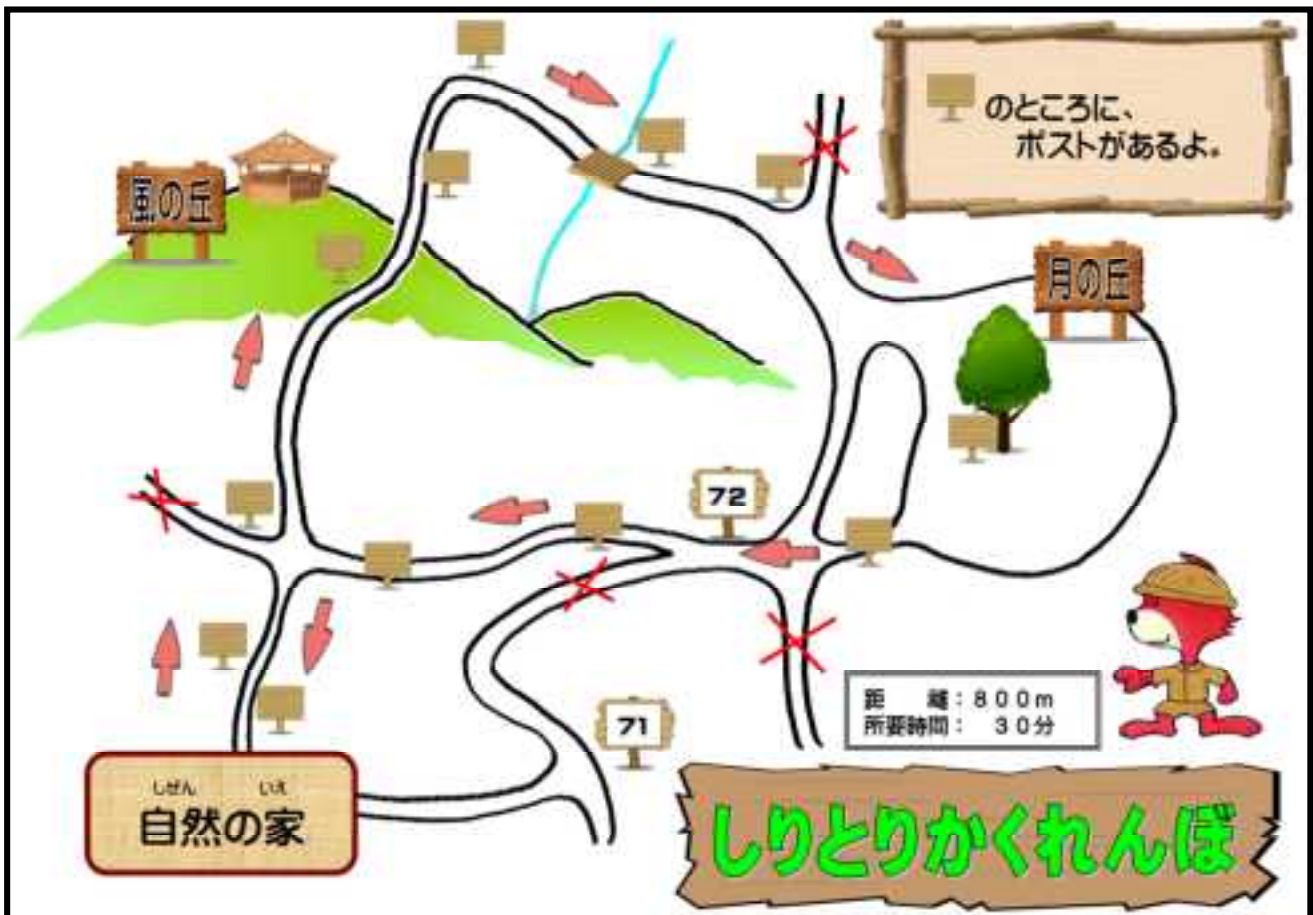 のところに、
ポストがあるよ。
風の丘
月の丘
72
71
距　離：８００ｍ
所要時間：　３０分
しぜん　いえ
自然の家
しりとりかくれんぼ